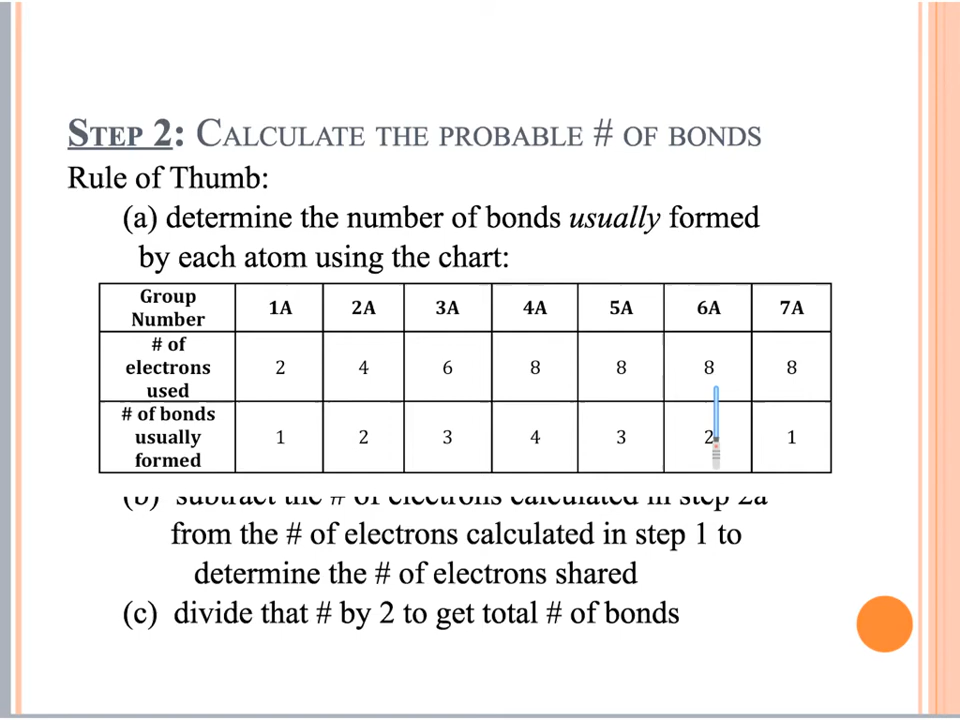 STEP 2: CALCULATE THE PROBABLE # OF BONDS
Rule of Thumb:
(a) determine the number of bonds usually formed
by each atom using the chart:
Group Number 1A 2A 3A 4A 5A 6A 7A
# of electrons used 2 4 6 8 8 8 8
# of bonds usually formed 1 2 3 4 3 2 1
(b) subtract the # of electrons calculated in step 2a
from the # of electrons calculated in step 1 to
determine the # of electrons shared
(c) divide that # by 2 to get total # of bonds